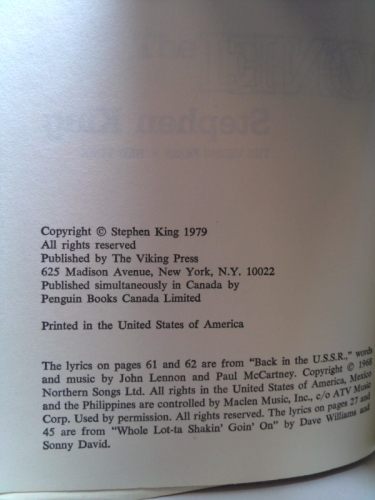 Copyright © Stephen King 1979
All rights reserved
Published by The Viking Press
625 Madison Avenue, New York, N.Y. 10022
Published simultaneously in Canada by
Penguin Books Canada Limited
Printed in the United States of America
The lyrics on pages 61 and 62 are from "Back in the U.S.S.R.," words
and music by John Lennon and Paul McCartney. Copyright © 1968
Northern Songs Ltd. All rights in the United States of America, Mexico
and the Philippines are controlled by Maclen Music, Inc., c/o ATV Music
Corp. Used by permission. All rights reserved. The lyrics on pages 27 and
45 are from "Whole Lot-ta Shakin' Goin' On" by Dave Williams and
Sonny David.